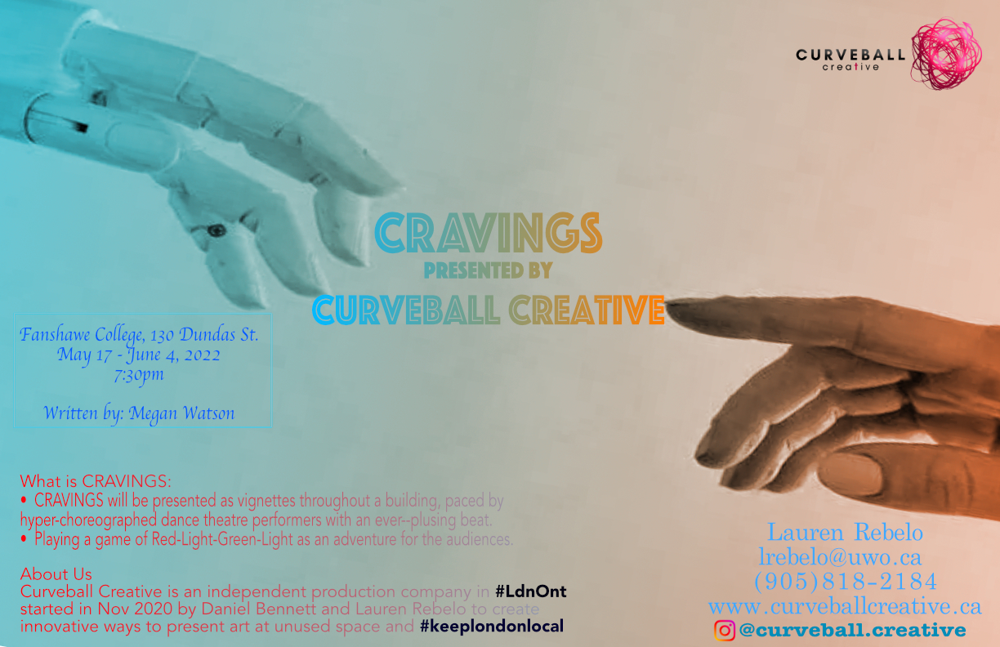 CURVEBALL
creative
CRAVINGS
PRESENTED BY
CURVEBALL CREATIVE
Fanshawe College, 130 Dundas St.
May 17 - June 4, 2022
7:30pm
Written by: Megan Watson
What is CRAVINGS:
• CRAVINGS will be presented as vignettes throughout a building, paced by
hyper-choreographed dance theatre performers with an ever--plusing beat.
• Playing a game of Red-Light-Green-Light as an adventure for the audiences.
About Us
Curveball Creative is an independent production company in #LdnOnt
started in Nov 2020 by Daniel Bennett and Lauren Rebelo to create
innovative ways to present art at unused space and #keeplondonlocal
Lauren Rebelo
lrebelo@uwo.ca
(905)818-2184
www.curveballcreative.ca
@curveball.creative